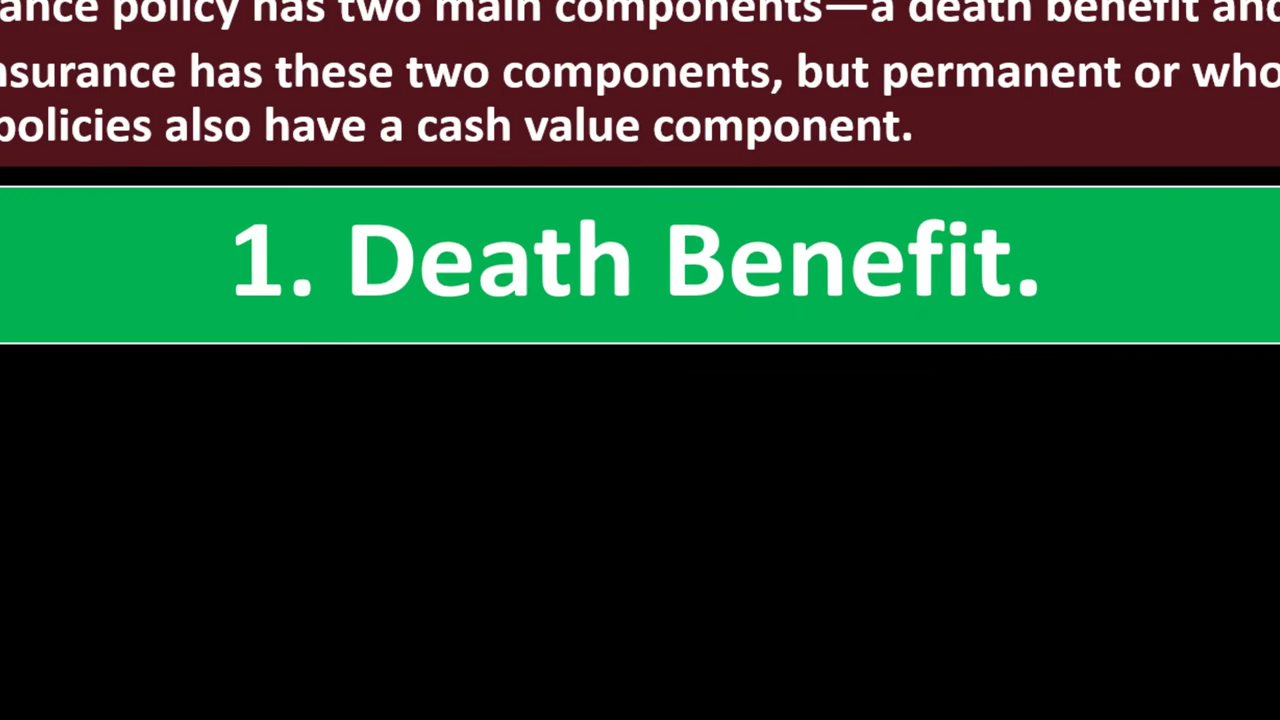 ance policy has two main components—a death benefit and
nsurance has these two components, but permanent or who
policies also have a cash value component.
1. Death Benefit.